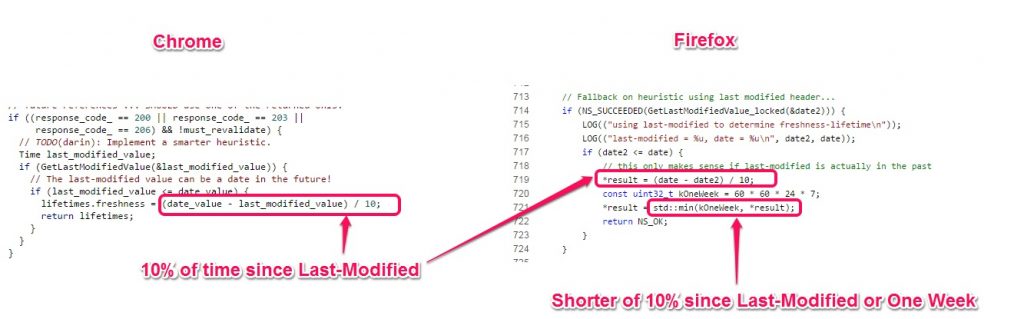 Chrome
// future references ... SHOULD use one of the returned URIs.
if ((response_code_ == 200 || response_code_ == 203 ||
response_code_ == 206) && !must_revalidate) {
// TODO(darin): Implement a smarter heuristic.
Time last_modified_value;
if (GetLastModifiedValue(&last_modified_value)) {
// The last-modified value can be a date in the future!
if (last_modified_value <= date_value) {
lifetimes.freshness = (date_value - last_modified_value) / 10;
return lifetimes;
}
}
}
10% of time since Last-Modified
Firefox
713 // Fallback on heuristic using last modified header...
714 if (NS_SUCCEEDED(GetLastModifiedValue_locked(&date2))) {
715 LOG(("using last-modified to determine freshness-lifetime\n"));
716 LOG(("last-modified = %u, date = %u\n", date2, date));
717 if (date2 <= date) {
718 // this only makes sense if last-modified is actually in the past
719 *result = (date - date2) / 10;
720 const uint32_t kOneWeek = 60 * 60 * 24 * 7;
721 *result = std::min(kOneWeek, *result);
722 return NS_OK;
723 }
724 }
Shorter of 10% since Last-Modified or One Week